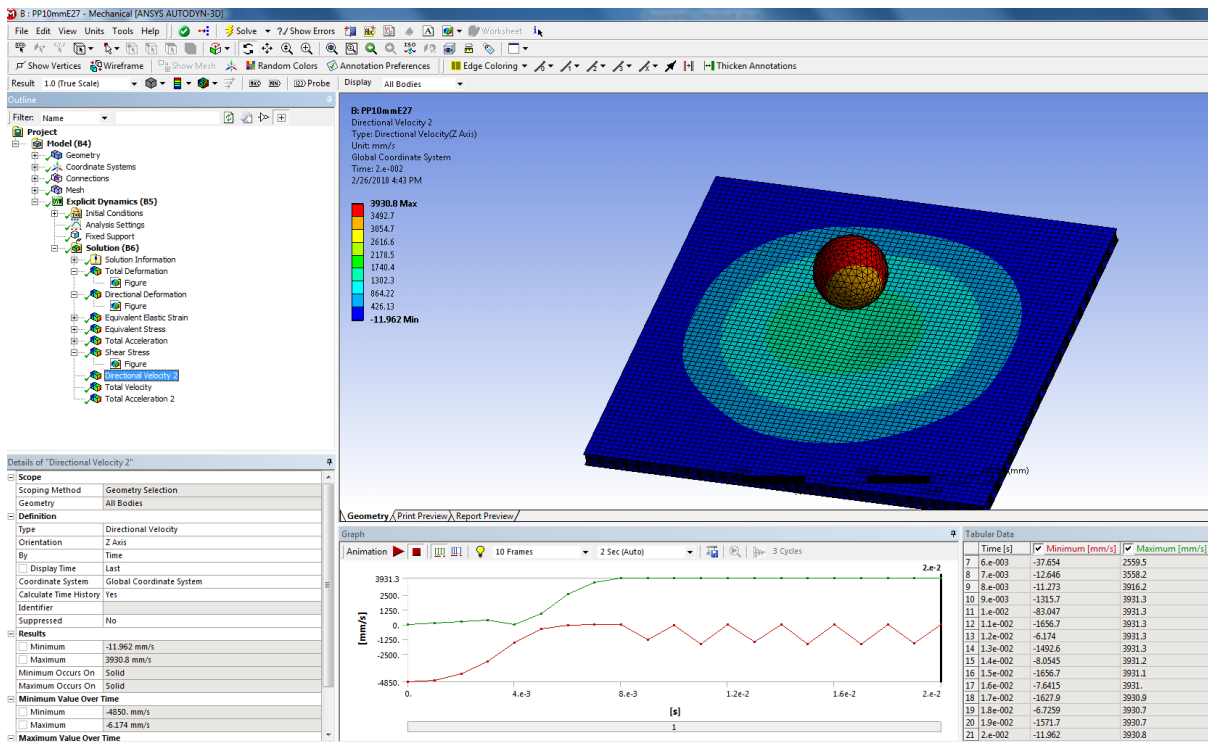 B : PP10mmE27 - Mechanical [ANSYS AUTODYN-3D]
File Edit View Units Tools Help Solve ?/ Show Errors Worksheet
Show Vertices Wireframe Show Mesh Random Colors Annotation Preferences Edge Coloring Thicken Annotations
Result 1.0 (True Scale) Probe Display All Bodies
Outline
Filter: Name
Project
Model (B4)
Geometry
Coordinate Systems
Connections
Mesh
Explicit Dynamics (B5)
Initial Conditions
Analysis Settings
Fixed Support
Solution (B6)
Solution Information
Total Deformation
Figure
Directional Deformation
Figure
Equivalent Elastic Strain
Equivalent Stress
Total Acceleration
Shear Stress
Figure
Directional Velocity 2
Total Velocity
Total Acceleration 2
B: PP10mmE27
Directional Velocity 2
Type: Directional Velocity(Z Axis)
Unit: mm/s
Global Coordinate System
Time: 2.e-002
2/26/2018 4:43 PM
3930.8 Max
3492.7
3054.7
2616.6
2178.5
1740.4
1302.3
864.22
426.13
-11.962 Min
(mm)
Geometry Print Preview Report Preview
Details of "Directional Velocity 2"
Scope
Scoping Method Geometry Selection
Geometry All Bodies
Definition
Type Directional Velocity
Orientation Z Axis
By Time
Display Time Last
Coordinate System Global Coordinate System
Calculate Time History Yes
Identifier
Suppressed No
Results
Minimum -11.962 mm/s
Maximum 3930.8 mm/s
Minimum Occurs On Solid
Maximum Occurs On Solid
Minimum Value Over Time
Minimum -4850. mm/s
Maximum -6.174 mm/s
Maximum Value Over Time
Graph
Animation 10 Frames 2 Sec (Auto) 3 Cycles
2.e-2
3931.3
2500.
1250.
0.
-1250.
-2500.
-4850.
[mm/s]
0. 4.e-3 8.e-3 1.2e-2 1.6e-2 2.e-2
[s]
1
Tabular Data
Time [s] Minimum [mm/s] Maximum [mm/s]
7 6.e-003 -37.654 2559.5
8 7.e-003 -12.646 3558.2
9 8.e-003 -11.273 3916.2
10 9.e-003 -1315.7 3931.3
11 1.e-002 -83.047 3931.3
12 1.1e-002 -1656.7 3931.3
13 1.2e-002 -6.174 3931.3
14 1.3e-002 -1492.6 3931.3
15 1.4e-002 -8.0545 3931.2
16 1.5e-002 -1656.7 3931.1
17 1.6e-002 -7.6415 3931.
18 1.7e-002 -1627.9 3930.9
19 1.8e-002 -6.7259 3930.7
20 1.9e-002 -1571.7 3930.7
21 2.e-002 -11.962 3930.8